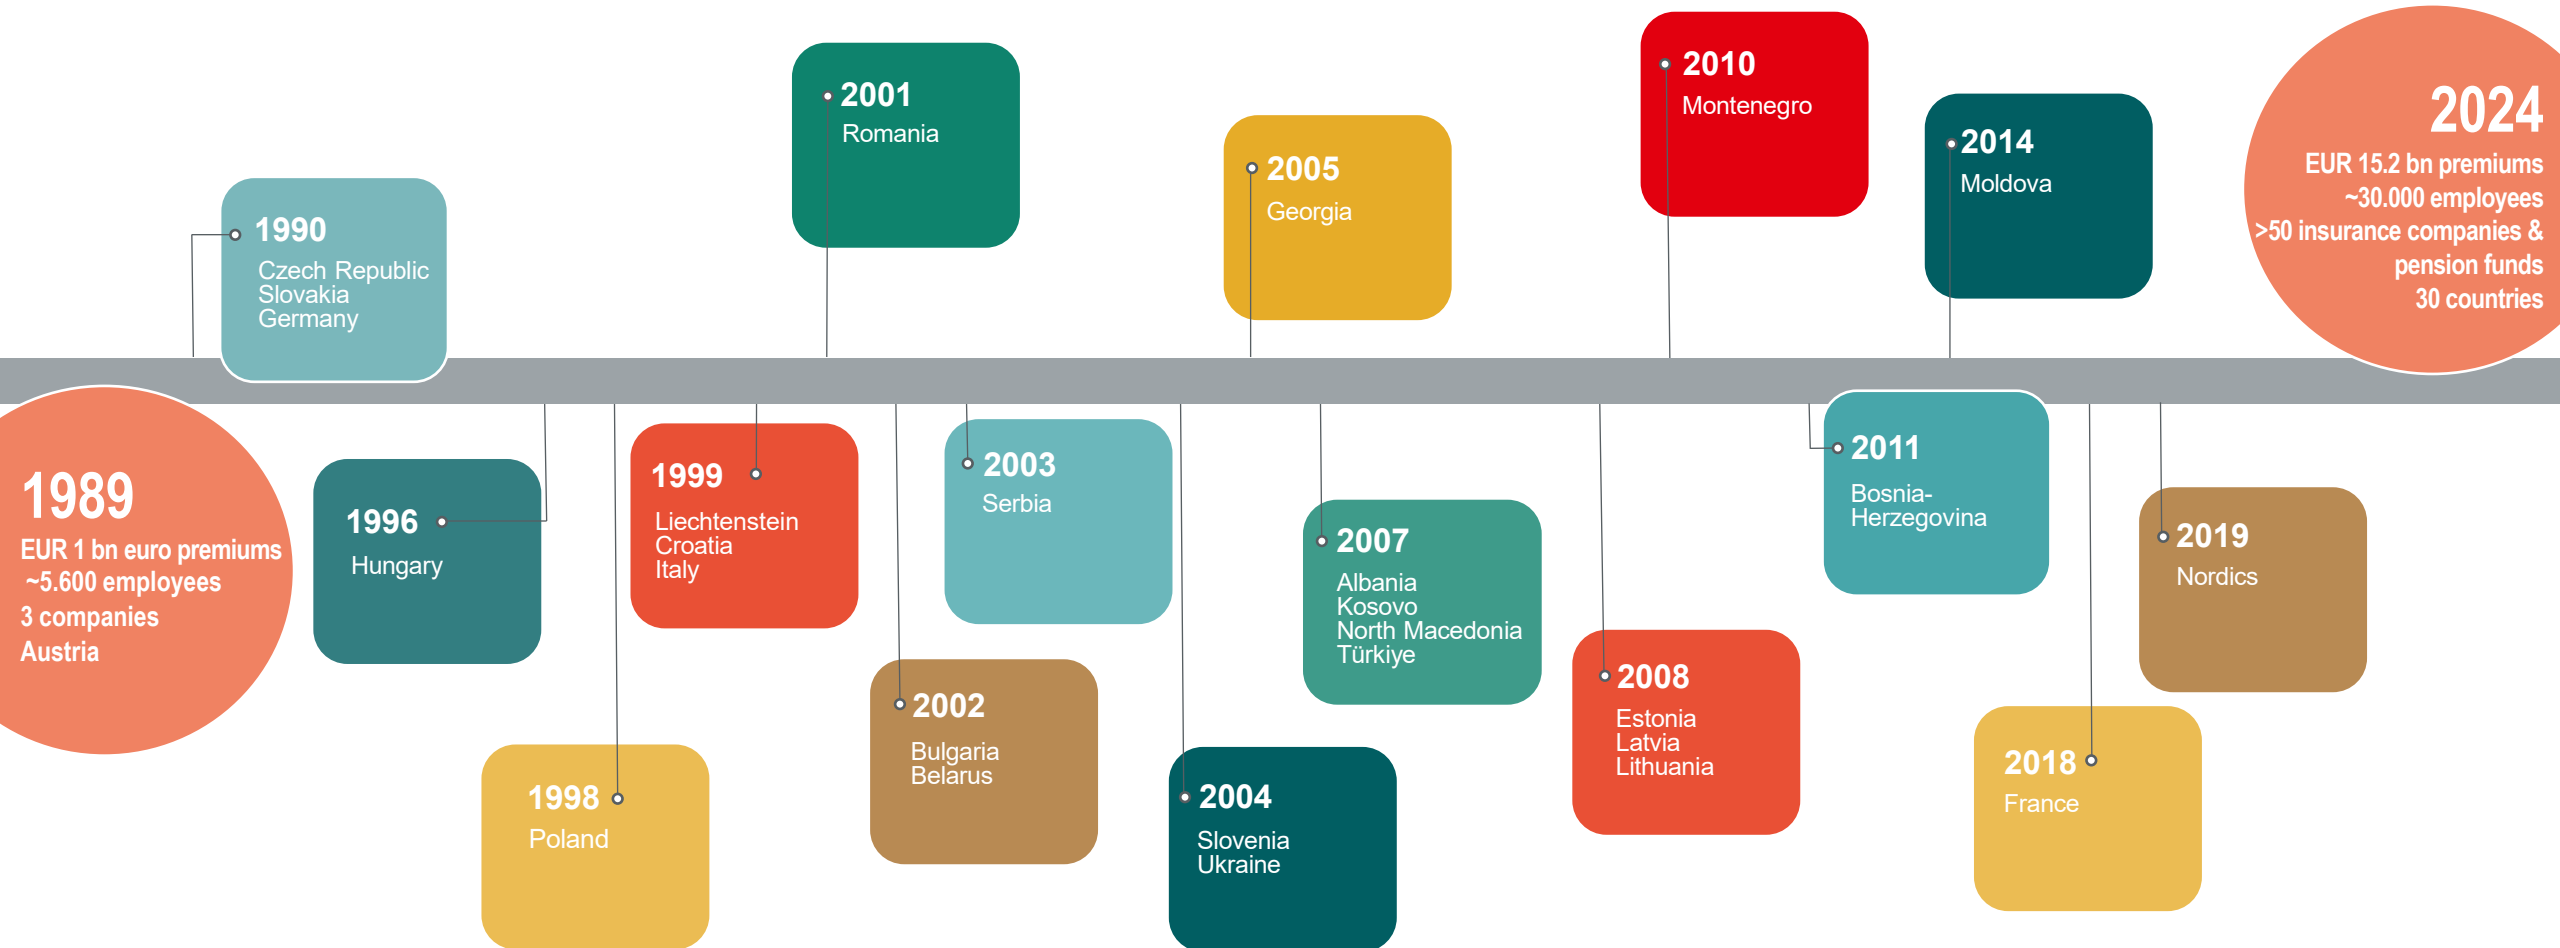 1989
EUR 1 bn euro premiums
~5.600 employees
3 companies
Austria
1990
Czech Republic
Slovakia
Germany
1996
Hungary
1998
Poland
1999
Liechtenstein
Croatia
Italy
2001
Romania
2002
Bulgaria
Belarus
2003
Serbia
2004
Slovenia
Ukraine
2005
Georgia
2007
Albania
Kosovo
North Macedonia
Türkiye
2008
Estonia
Latvia
Lithuania
2010
Montenegro
2011
Bosnia-
Herzegovina
2014
Moldova
2018
France
2019
Nordics
2024
EUR 15.2 bn premiums
~30.000 employees
>50 insurance companies &
pension funds
30 countries